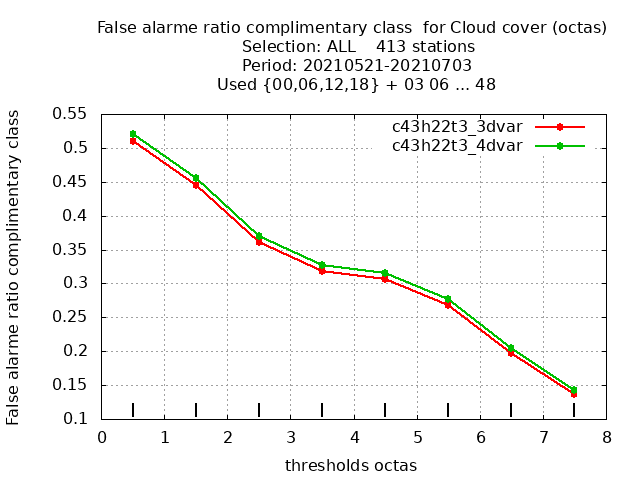 False alarme ratio complimentary class  for Cloud cover (octas)
Selection: ALL    413 stations
Period: 20210521-20210703
Used {00,06,12,18} + 03 06 ... 48
False alarme ratio complimentary class
0.55
0.5
0.45
0.4
0.35
0.3
0.25
0.2
0.15
0.1
c43h22t3_3dvar
c43h22t3_4dvar
0 1 2 3 4 5 6 7 8
thresholds octas